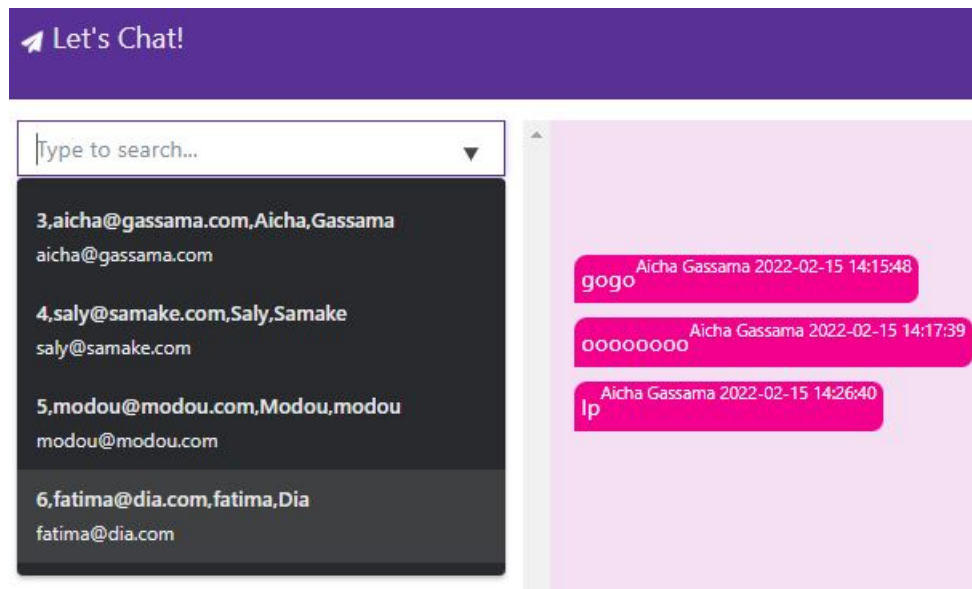 Let's Chat!
Type to search...
3,aicha@gassama.com,Aicha,Gassama
aicha@gassama.com
4,saly@samake.com,Saly,Samake
saly@samake.com
5,modou@modou.com,Modou,modou
modou@modou.com
6,fatima@dia.com,fatima,Dia
fatima@dia.com
gogo Aicha Gassama 2022-02-15 14:15:48
oooooooo Aicha Gassama 2022-02-15 14:17:39
lp Aicha Gassama 2022-02-15 14:26:40